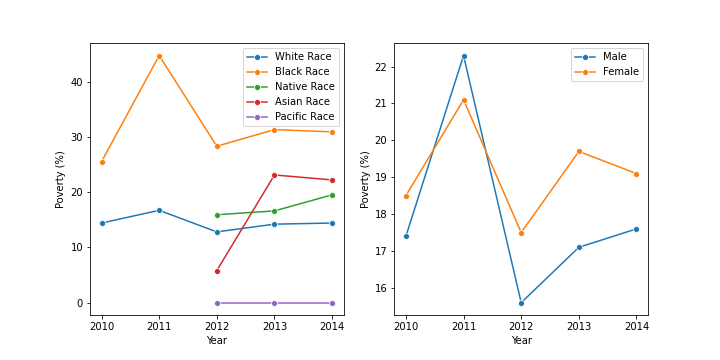 White Race
Black Race
Native Race
Asian Race
Pacific Race
40
30
20
10
0
Poverty (%)
2010 2011 2012 2013 2014
Year
Male
Female
22
21
20
19
18
17
16
Poverty (%)
2010 2011 2012 2013 2014
Year